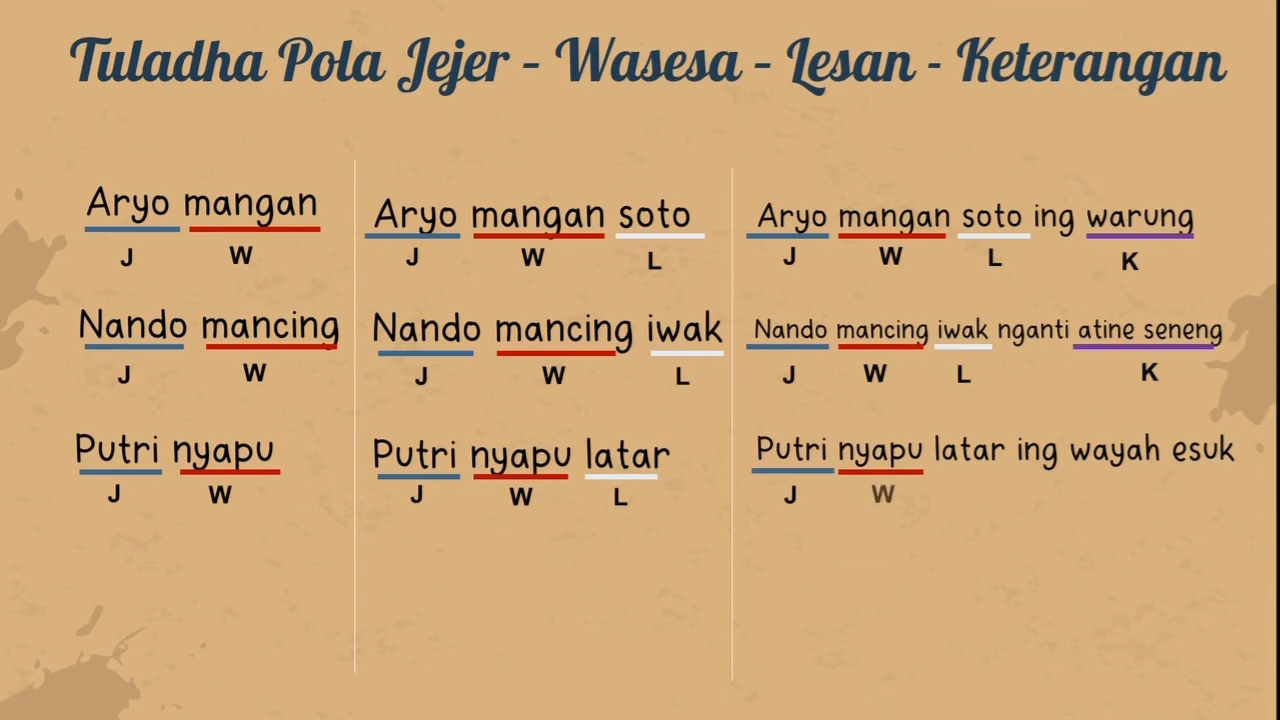 Tuladha Pola Jejer - Wasesa - Lesan - Keterangan
Aryo mangan
J W
Nando mancing
J W
Putri nyapu
J W
Aryo mangan soto
J W L
Nando mancing iwak
J W L
Putri nyapu latar
J W L
Aryo mangan soto ing warung
J W L K
Nando mancing iwak nganti atine seneng
J W L K
Putri nyapu latar ing wayah esuk
J W